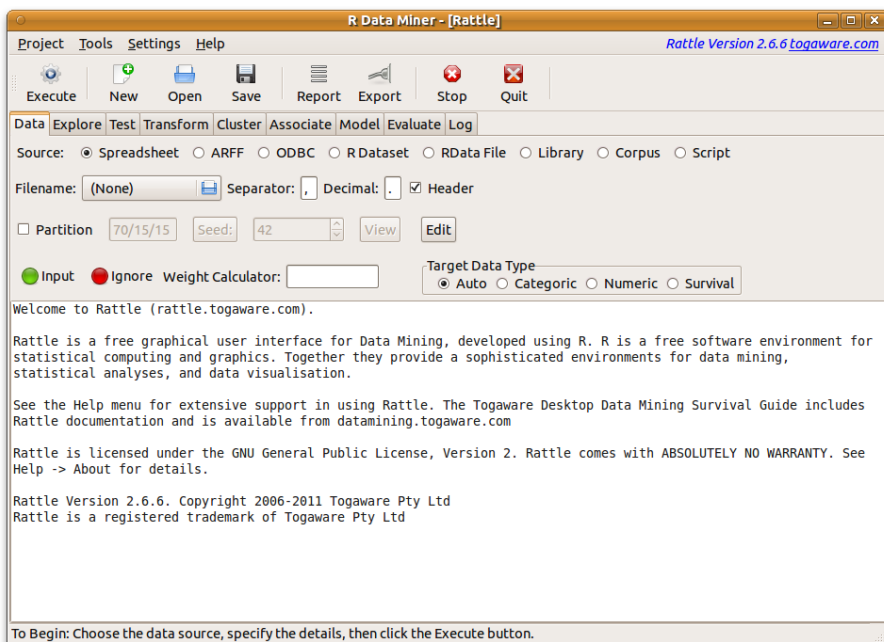 R Data Miner - [Rattle]
Project Tools Settings Help Rattle Version 2.6.6 togaware.com
Execute New Open Save Report Export Stop Quit
Data Explore Test Transform Cluster Associate Model Evaluate Log
Source: Spreadsheet ARFF ODBC R Dataset RData File Library Corpus Script
Filename: (None) Separator: , Decimal: . Header
Partition 70/15/15 Seed: 42 View Edit
Input Ignore Weight Calculator: Target Data Type
Auto Categoric Numeric Survival
Welcome to Rattle (rattle.togaware.com).
Rattle is a free graphical user interface for Data Mining, developed using R. R is a free software environment for
statistical computing and graphics. Together they provide a sophisticated environments for data mining,
statistical analyses, and data visualisation.
See the Help menu for extensive support in using Rattle. The Togaware Desktop Data Mining Survival Guide includes
Rattle documentation and is available from datamining.togaware.com
Rattle is licensed under the GNU General Public License, Version 2. Rattle comes with ABSOLUTELY NO WARRANTY. See
Help -> About for details.
Rattle Version 2.6.6. Copyright 2006-2011 Togaware Pty Ltd
Rattle is a registered trademark of Togaware Pty Ltd
To Begin: Choose the data source, specify the details, then click the Execute button.